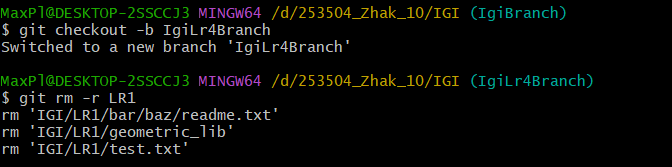 MaxPl@DESKTOP-2SSCCJ3 MINGW64 /d/253504_Zhak_10/IGI (IgiBranch)
$ git checkout -b IgiLr4Branch
Switched to a new branch 'IgiLr4Branch'
MaxPl@DESKTOP-2SSCCJ3 MINGW64 /d/253504_Zhak_10/IGI (IgiLr4Branch)
$ git rm -r LR1
rm 'IGI/LR1/bar/baz/readme.txt'
rm 'IGI/LR1/geometric_lib'
rm 'IGI/LR1/test.txt'